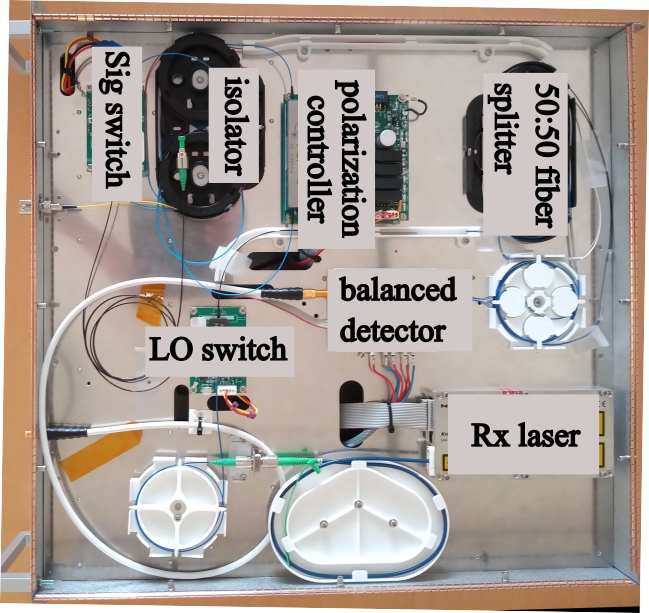 Sig switch
isolator
polarization
controller
50:50 fiber
splitter
balanced
detector
LO switch
Rx laser